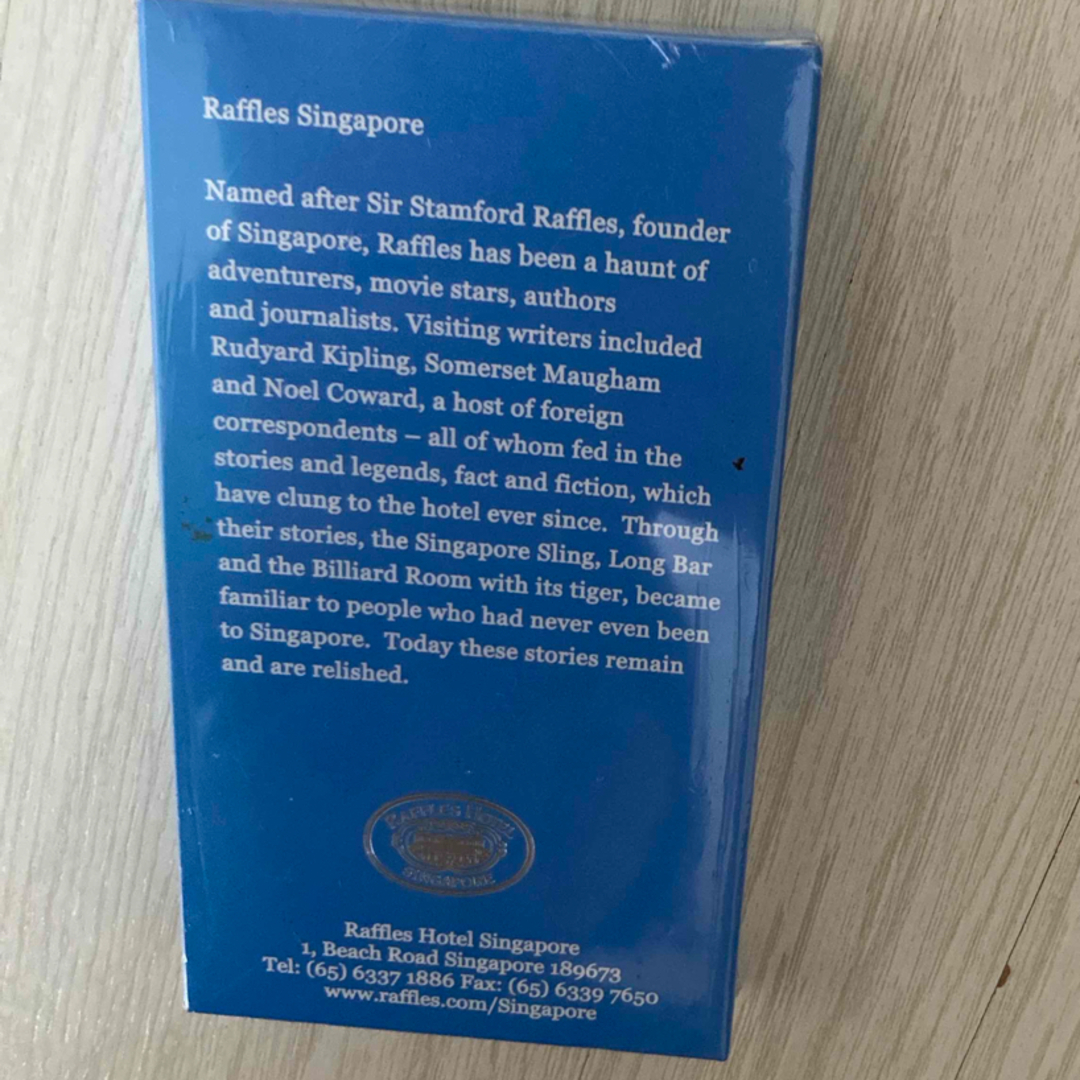 Raffles Singapore
Named after Sir Stamford Raffles, founder
of Singapore, Raffles has been a haunt of
adventurers, movie stars, authors
and journalists. Visiting writers included
Rudyard Kipling, Somerset Maugham
and Noel Coward, a host of foreign
correspondents – all of whom fed in the
stories and legends, fact and fiction, which
have clung to the hotel ever since.  Through
their stories, the Singapore Sling, Long Bar
and the Billiard Room with its tiger, became
familiar to people who had never even been
to Singapore.  Today these stories remain
and are relished.
RAFFLES HOTEL
SINGAPORE
Raffles Hotel Singapore
1, Beach Road Singapore 189673
Tel: (65) 6337 1886 Fax: (65) 6339 7650
www.raffles.com/Singapore